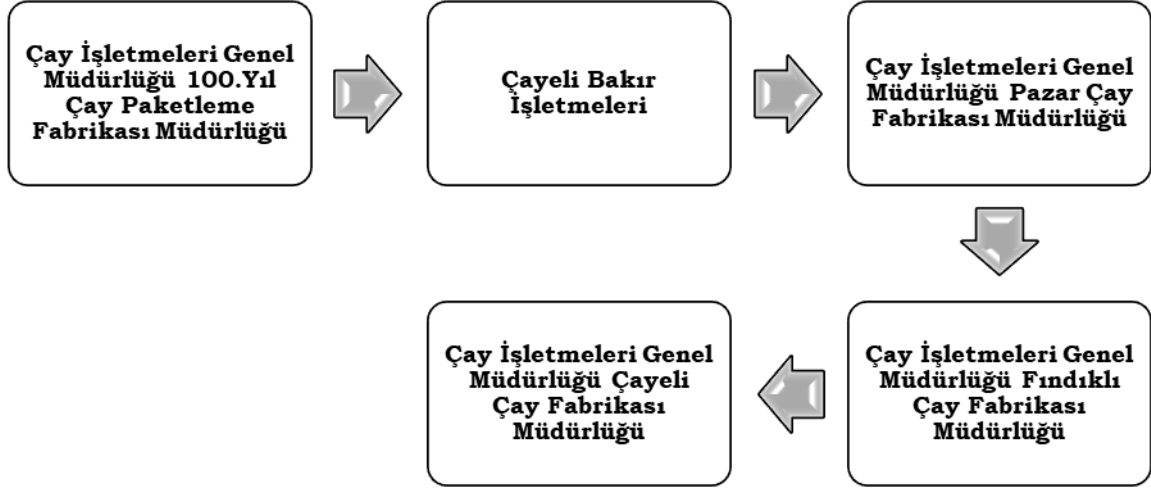 Çay İşletmeleri Genel
Müdürlüğü 100.Yıl
Çay Paketleme
Fabrikası Müdürlüğü
Çayeli Bakır
İşletmeleri
Çay İşletmeleri Genel
Müdürlüğü Pazar Çay
Fabrikası Müdürlüğü
Çay İşletmeleri Genel
Müdürlüğü Fındıklı
Çay Fabrikası
Müdürlüğü
Çay İşletmeleri Genel
Müdürlüğü Çayeli
Çay Fabrikası
Müdürlüğü